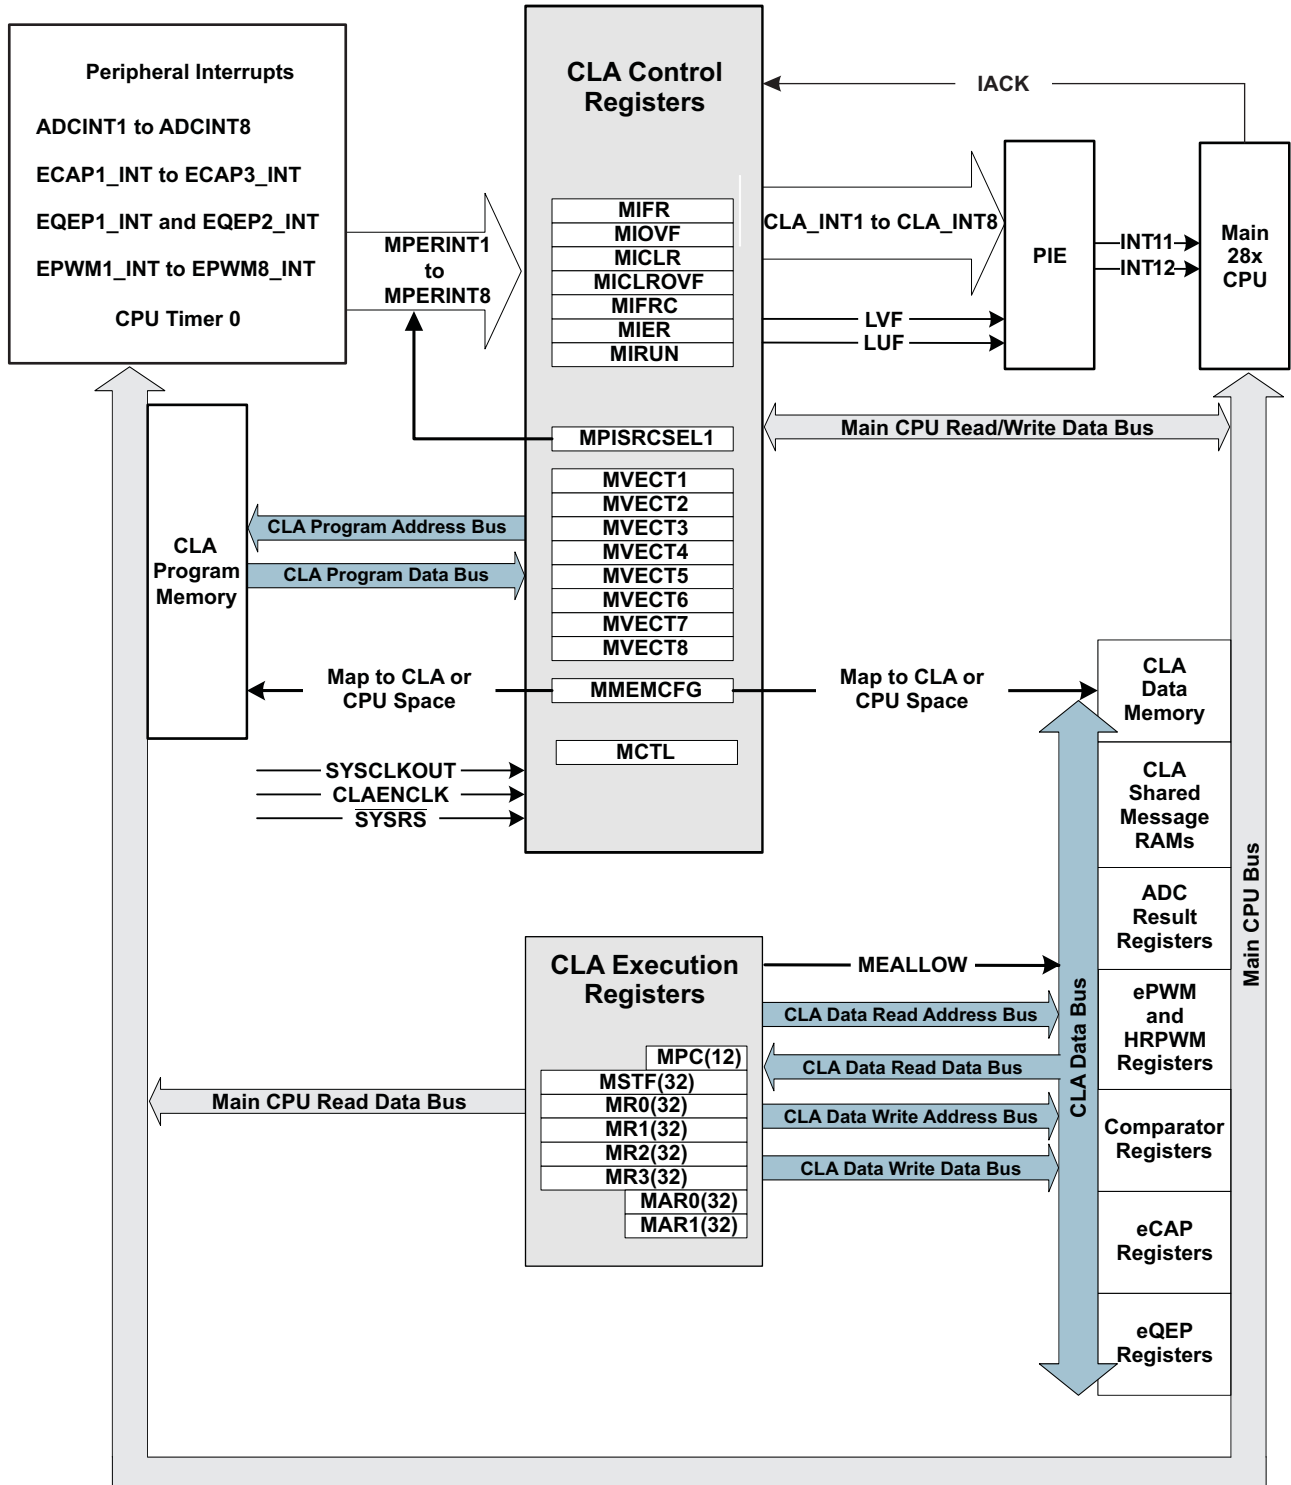 Peripheral Interrupts
ADCINT1 to ADCINT8
ECAP1_INT to ECAP3_INT
EQEP1_INT and EQEP2_INT
EPWM1_INT to EPWM8_INT
CPU Timer 0
MPERINT1
to
MPERINT8
CLA Control
Registers
MIFR
MIOVF
MICLR
MICLROVF
MIFRC
MIER
MIRUN
MPISRCSEL1
MVECT1
MVECT2
MVECT3
MVECT4
MVECT5
MVECT6
MVECT7
MVECT8
MMEMCFG
MCTL
IACK
CLA_INT1 to CLA_INT8
LVF
LUF
PIE
INT11
INT12
Main
28x
CPU
Main CPU Read/Write Data Bus
CLA Program Address Bus
CLA Program Data Bus
CLA
Program
Memory
Map to CLA or
CPU Space
Map to CLA or
CPU Space
SYSCLKOUT
CLAENCLK
SYSRS
CLA
Data
Memory
CLA
Shared
Message
RAMs
ADC
Result
Registers
ePWM
and
HRPWM
Registers
Comparator
Registers
eCAP
Registers
eQEP
Registers
Main CPU Bus
CLA Data Bus
CLA Execution
Registers
MPC(12)
MSTF(32)
MR0(32)
MR1(32)
MR2(32)
MR3(32)
MAR0(32)
MAR1(32)
MEALLOW
CLA Data Read Address Bus
CLA Data Read Data Bus
CLA Data Write Address Bus
CLA Data Write Data Bus
Main CPU Read Data Bus